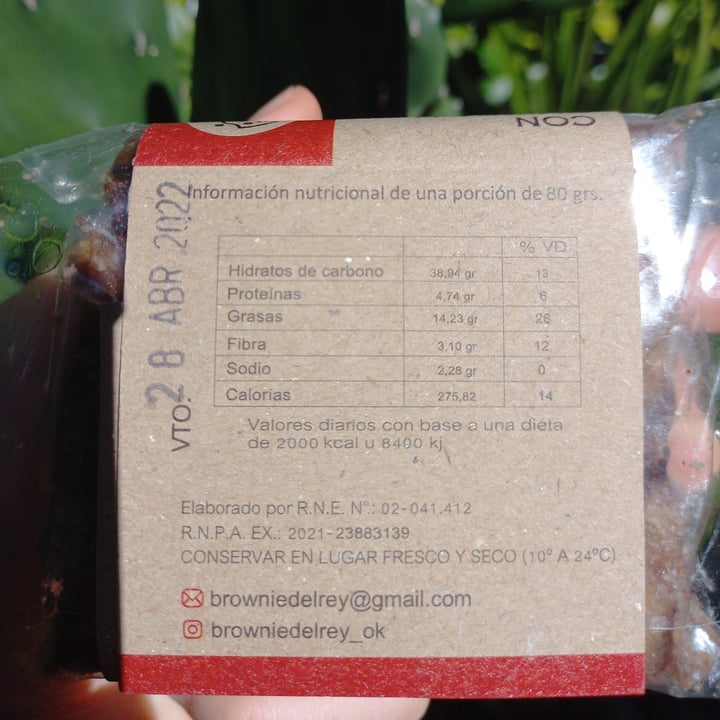 CON
Información nutricional de una porción de 80 grs.
% VD
Hidratos de carbono 38,94 gr 13
Proteínas 4,74 gr 6
Grasas 14,23 gr 26
Fibra 3,10 gr 12
Sodio 2,28 gr 0
Calorías 275,82 14
Valores diarios con base a una dieta
de 2000 kcal u 8400 kj
VTO. 28 ABR 2022
Elaborado por R.N.E. N°.: 02-041.412
R.N.P.A. EX.: 2021-23883139
CONSERVAR EN LUGAR FRESCO Y SECO (10º A 24ºC)
browniedelrey@gmail.com
browniedelrey_ok